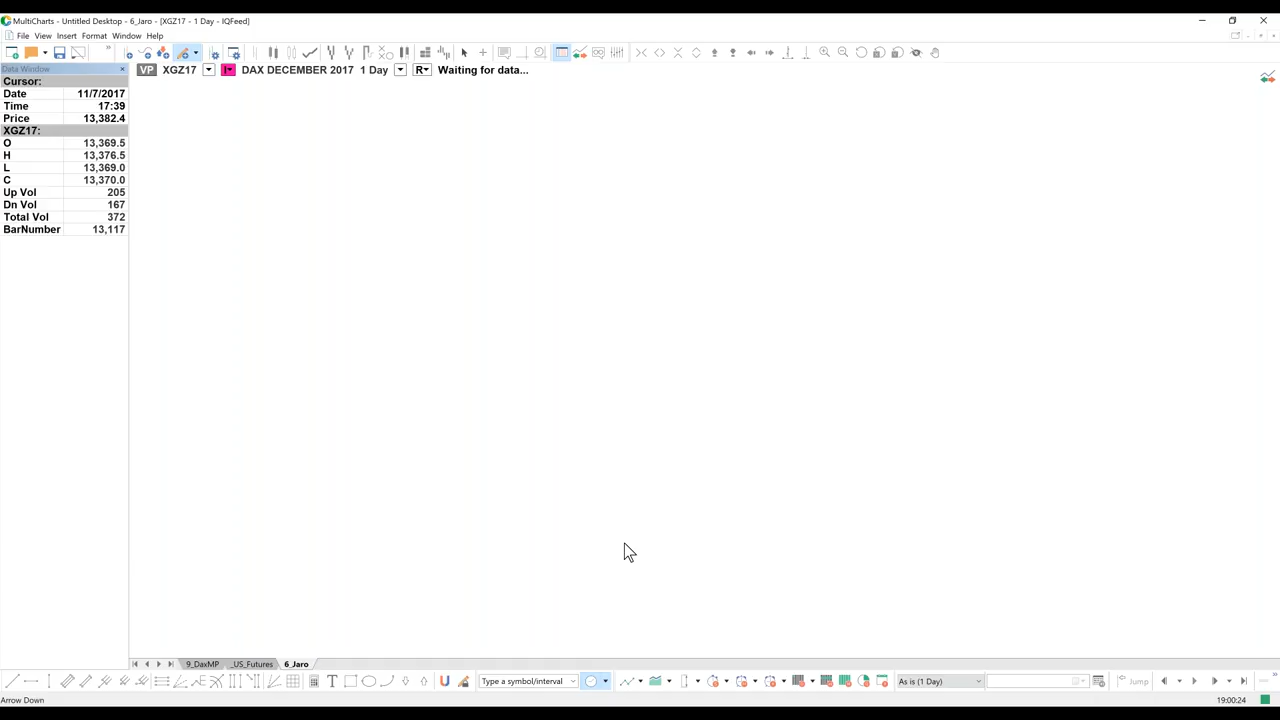 MultiCharts - Untitled Desktop - 6_Jaro - [XGZ17 - 1 Day - IQFeed]
File View Insert Format Window Help
Data Window
VP XGZ17 DAX DECEMBER 2017 1 Day R Waiting for data...
Cursor:
Date 11/7/2017
Time 17:39
Price 13,382.4
XGZ17:
O 13,369.5
H 13,376.5
L 13,369.0
C 13,370.0
Up Vol 205
Dn Vol 167
Total Vol 372
BarNumber 13,117
9_DaxMP _US_Futures 6_Jaro
Type a symbol/interval As is (1 Day) Jump
Arrow Down 19:00:24